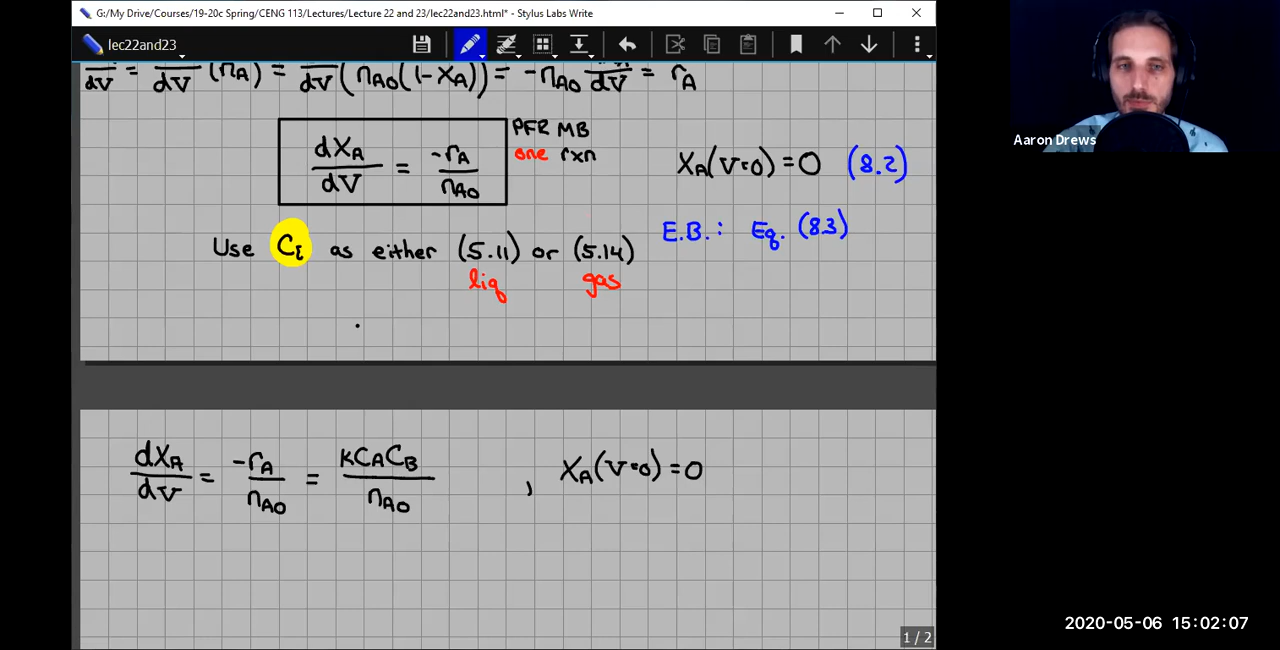 G:/My Drive/Courses/19-20c Spring/CENG 113/Lectures/Lecture 22 and 23/lec22and23.html* - Stylus Labs Write
lec22and23
dV = dV (nA) = dV (nA0 (1-XA)) = -nA0 dV = rA
dXA/dV = -rA/nA0
PFR MB
one rxn
XA(V=0) = 0 (8.2)
Use Ci as either (5.11) or (5.14)
liq gas
E.B.: Eq. (8.3)
dXA/dV = -rA/nA0 = kCACB/nA0 , XA(V=0) = 0
1 / 2
Aaron Drews
2020-05-06 15:02:07